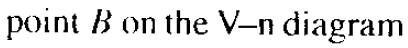 point B on the V–n diagram